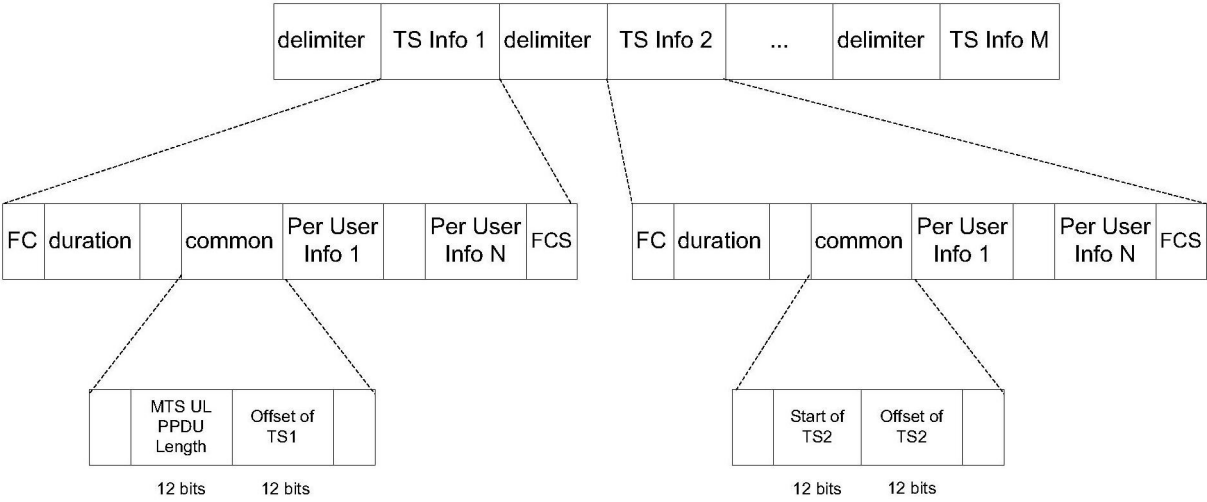 delimiter TS Info 1 delimiter TS Info 2 ... delimiter TS Info M
FC duration common Per User Info 1 Per User Info N FCS
FC duration common Per User Info 1 Per User Info N FCS
MTS UL
PPDU
Length
Offset of
TS1
12 bits 12 bits
Start of
TS2
Offset of
TS2
12 bits 12 bits